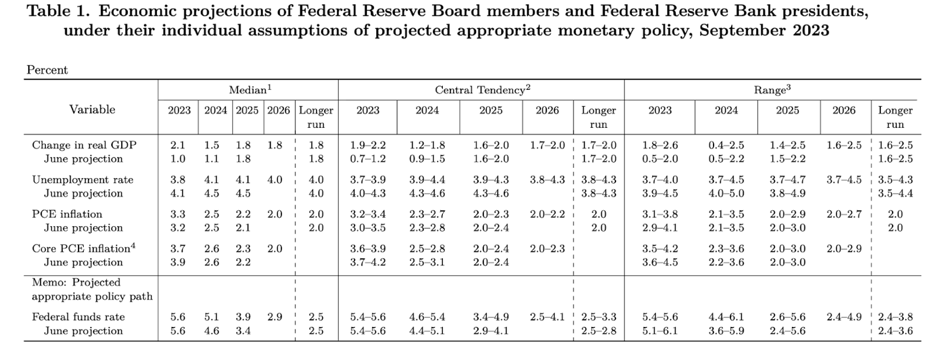 Table 1. Economic projections of Federal Reserve Board members and Federal Reserve Bank presidents,
under their individual assumptions of projected appropriate monetary policy, September 2023
Percent
Variable Median1 Central Tendency2 Range3
2023 2024 2025 2026 Longer run 2023 2024 2025 2026 Longer run 2023 2024 2025 2026 Longer run
Change in real GDP 2.1 1.5 1.8 1.8 1.8 1.9–2.2 1.2–1.8 1.6–2.0 1.7–2.0 1.7–2.0 1.8–2.6 0.4–2.5 1.4–2.5 1.6–2.5 1.6–2.5
June projection 1.0 1.1 1.8 1.8 0.7–1.2 0.9–1.5 1.6–2.0 1.7–2.0 0.5–2.0 0.5–2.2 1.5–2.2 1.6–2.5
Unemployment rate 3.8 4.1 4.1 4.0 4.0 3.7–3.9 3.9–4.4 3.9–4.3 3.8–4.3 3.8–4.3 3.7–4.0 3.7–4.5 3.7–4.7 3.7–4.5 3.5–4.3
June projection 4.1 4.5 4.5 4.0 4.0–4.3 4.3–4.6 4.3–4.6 3.8–4.3 3.9–4.5 4.0–5.0 3.8–4.9 3.5–4.4
PCE inflation 3.3 2.5 2.2 2.0 2.0 3.2–3.4 2.3–2.7 2.0–2.3 2.0–2.2 2.0 3.1–3.8 2.1–3.5 2.0–2.9 2.0–2.7 2.0
June projection 3.2 2.5 2.1 2.0 3.0–3.5 2.3–2.8 2.0–2.4 2.0 2.9–4.1 2.1–3.5 2.0–3.0 2.0
Core PCE inflation4 3.7 2.6 2.3 2.0 3.6–3.9 2.5–2.8 2.0–2.4 2.0–2.3 3.5–4.2 2.3–3.6 2.0–3.0 2.0–2.9
June projection 3.9 2.6 2.2 3.7–4.2 2.5–3.1 2.0–2.4 3.6–4.5 2.2–3.6 2.0–3.0
Memo: Projected
appropriate policy path
Federal funds rate 5.6 5.1 3.9 2.9 2.5 5.4–5.6 4.6–5.4 3.4–4.9 2.5–4.1 2.5–3.3 5.4–5.6 4.4–6.1 2.6–5.6 2.4–4.9 2.4–3.8
June projection 5.6 4.6 3.4 2.5 5.4–5.6 4.4–5.1 2.9–4.1 2.5–2.8 5.1–6.1 3.6–5.9 2.4–5.6 2.4–3.6